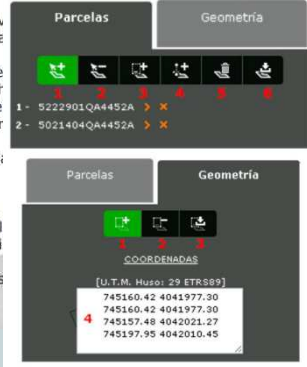 Parcelas Geometría
1 2 3 4 5 6
1 - 5222901QA4452A > ×
2 - 5021404QA4452A > ×
Parcelas Geometría
1 2 3
COORDENADAS
[U.T.M. Huso: 29 ETRS89]
745160.42 4041977.30
745160.42 4041977.30
4 745157.48 4042021.27
745197.95 4042010.45